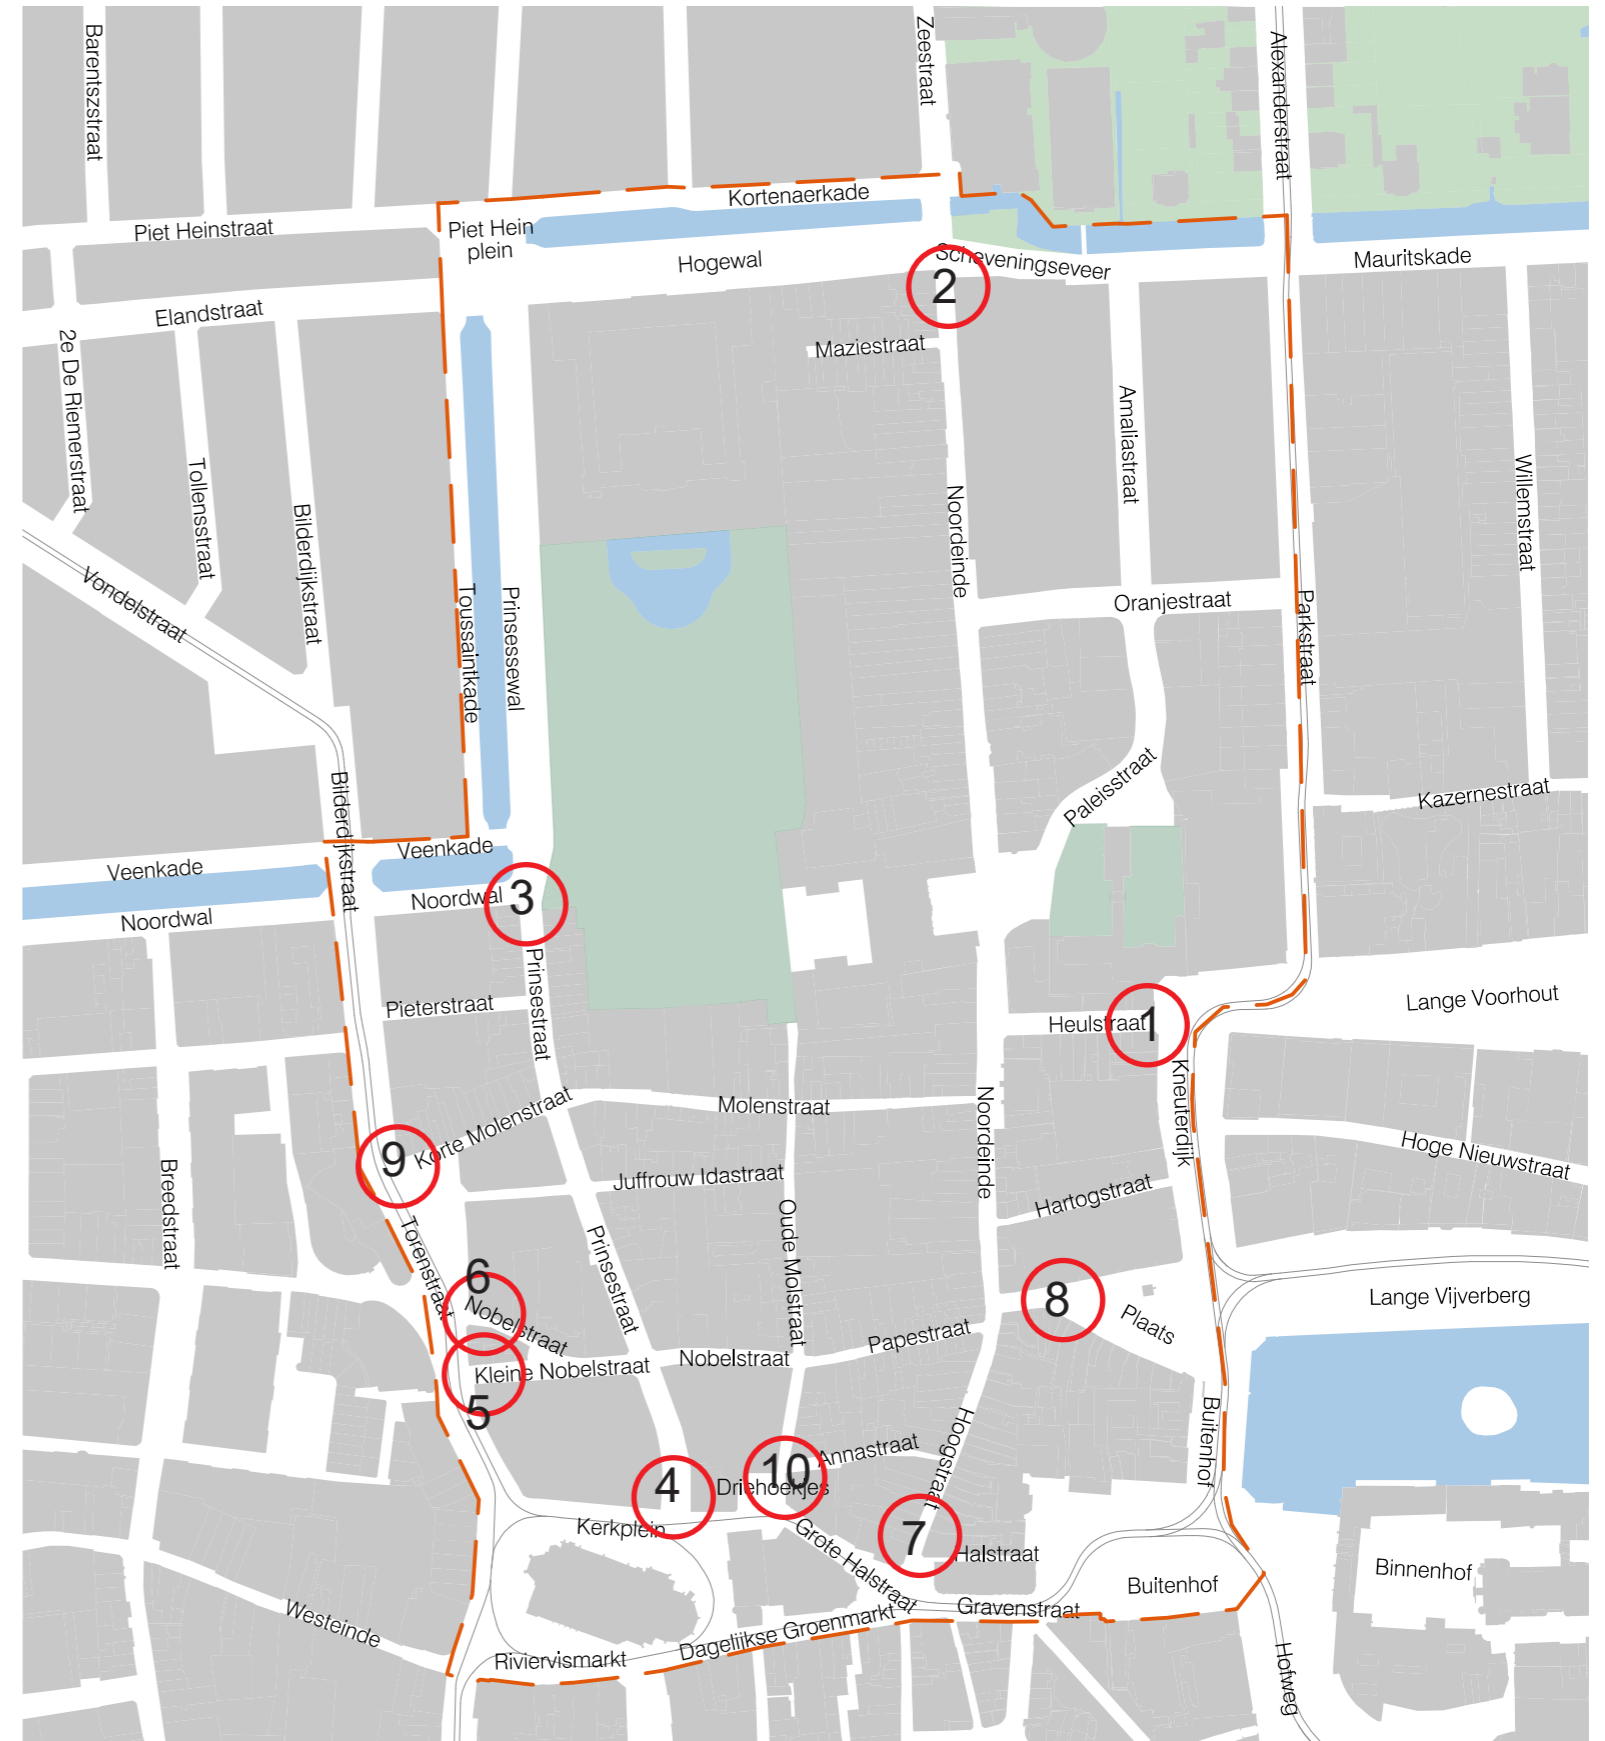 Barentszstraat
Zeestraat
Alexanderstraat
Kortenaerkade
Piet Heinstraat
Piet Hein
plein
Hogewal
Scheveningseveer
Mauritskade
2
Elandstraat
Maziestraat
2e De Riemerstraat
Tollensstraat
Bilderdijkstraat
Amaliastraat
Noordeinde
Willemstraat
Vondelstraat
Toussaintkade
Prinsessewal
Oranjestraat
Parkstraat
Paleisstraat
Kazernestraat
Bilderdijkstraat
Veenkade
Veenkade
Noordwal
Noordwal
3
Prinsestraat
Pieterstraat
Lange Voorhout
Heulstraat
1
Kneuterdijk
Noordeinde
Molenstraat
Korte Molenstraat
9
Hoge Nieuwstraat
Breedstraat
Juffrouw Idastraat
Hartogstraat
Oude Molstraat
Torenstraat
Prinsestraat
6
Nobelstraat
8
Plaats
Lange Vijverberg
Papestraat
Nobelstraat
Kleine Nobelstraat
5
Hoogstraat
Buitenhof
Annastraat
4
10
Driehoekjes
Kerkplein
Grote Halstraat
7
Halstraat
Buitenhof
Binnenhof
Gravenstraat
Westeinde
Dagelijkse Groenmarkt
Riviervismarkt
Hofweg